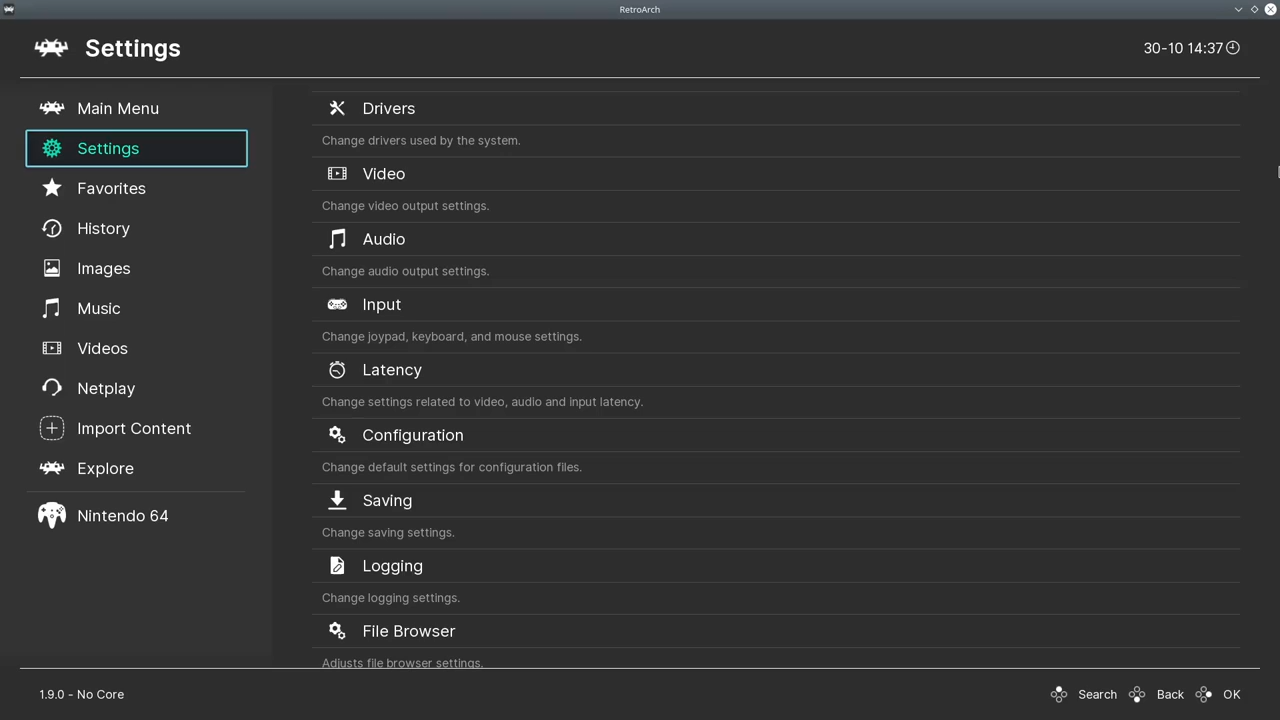 RetroArch
Settings
30-10 14:37
Main Menu
Settings
Favorites
History
Images
Music
Videos
Netplay
Import Content
Explore
Nintendo 64
Drivers
Change drivers used by the system.
Video
Change video output settings.
Audio
Change audio output settings.
Input
Change joypad, keyboard, and mouse settings.
Latency
Change settings related to video, audio and input latency.
Configuration
Change default settings for configuration files.
Saving
Change saving settings.
Logging
Change logging settings.
File Browser
Adjusts file browser settings.
1.9.0 - No Core
Search Back OK